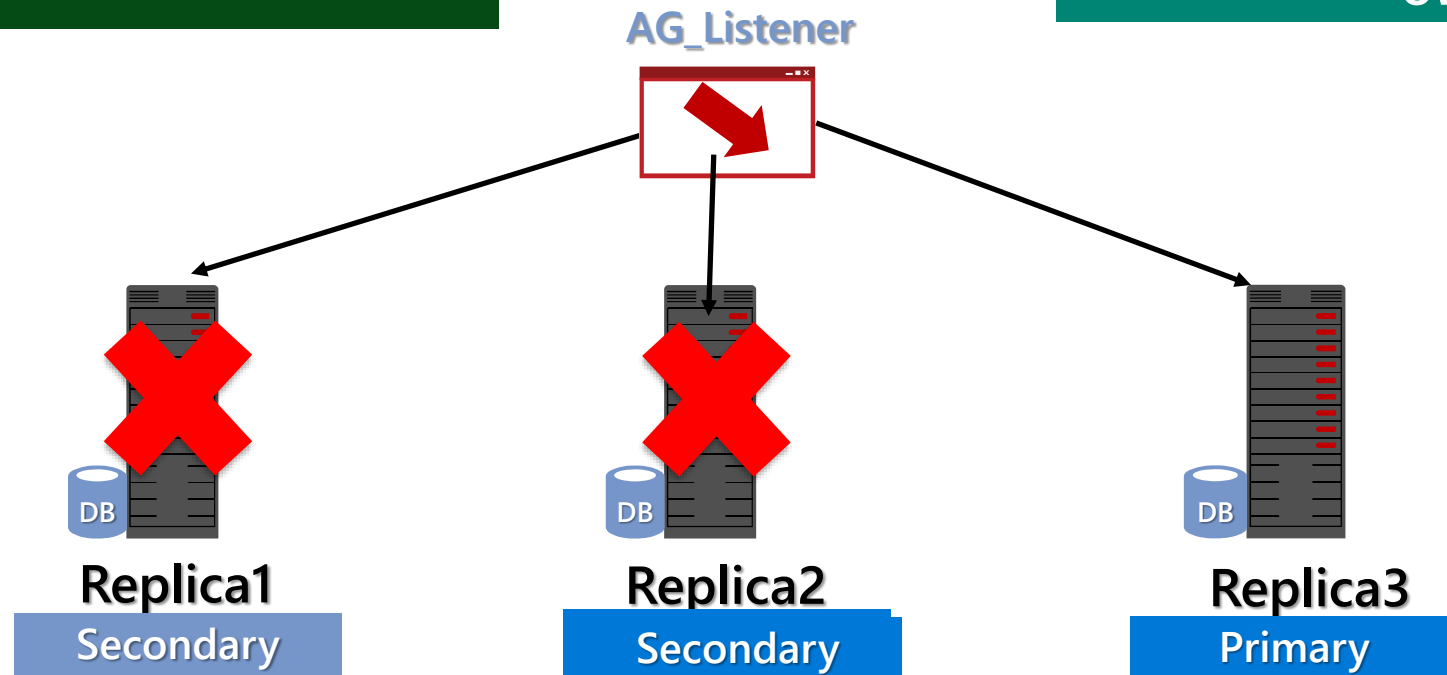 AG_Listener
DB
DB
DB
Replica1
Replica2
Replica3
Secondary
Secondary
Primary